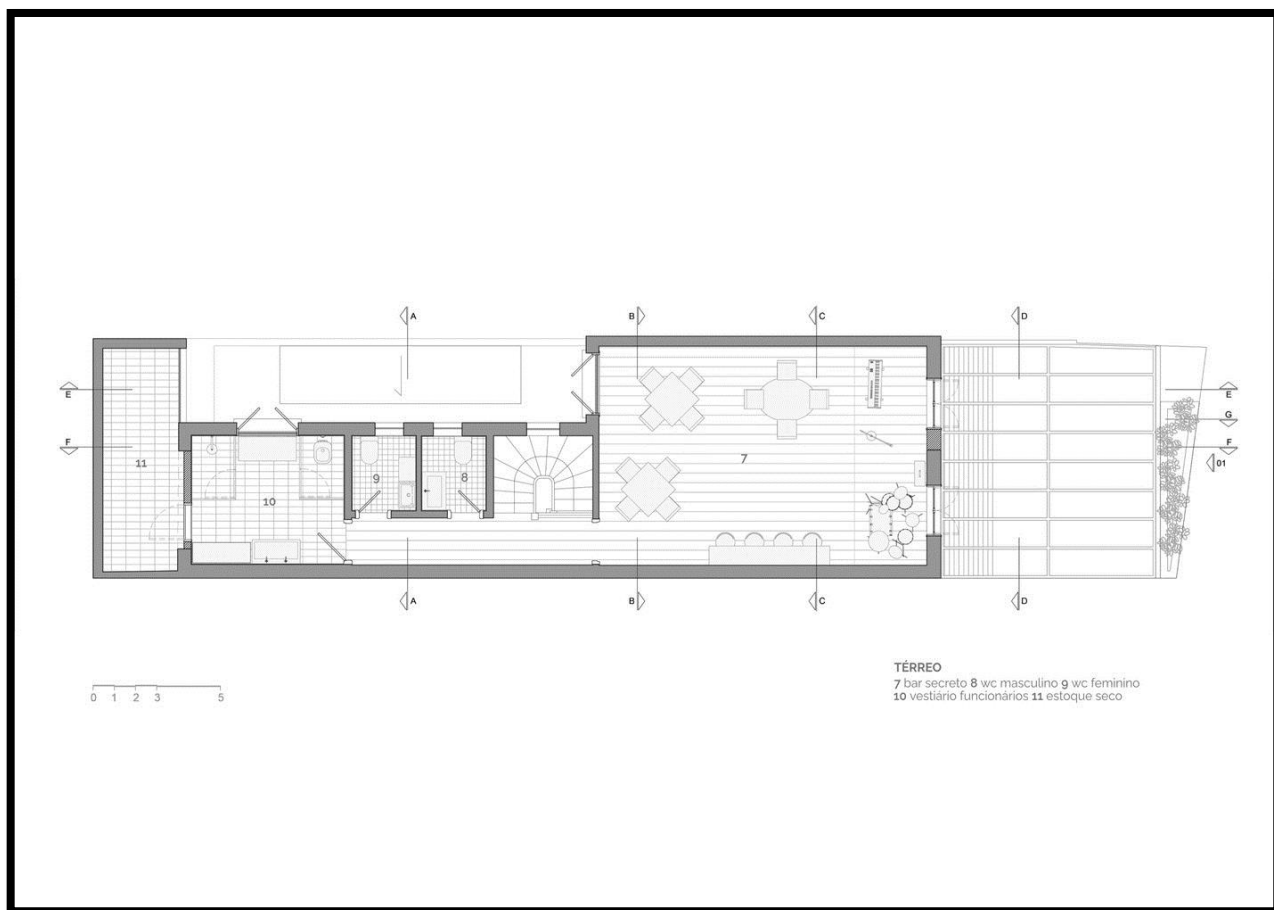 A
B
C
D
E
F
11
10
9
8
7
E
G
F
01
A
B
C
D
TÉRREO
7 bar secreto 8 wc masculino 9 wc feminino
10 vestiário funcionários 11 estoque seco
0 1 2 3 5